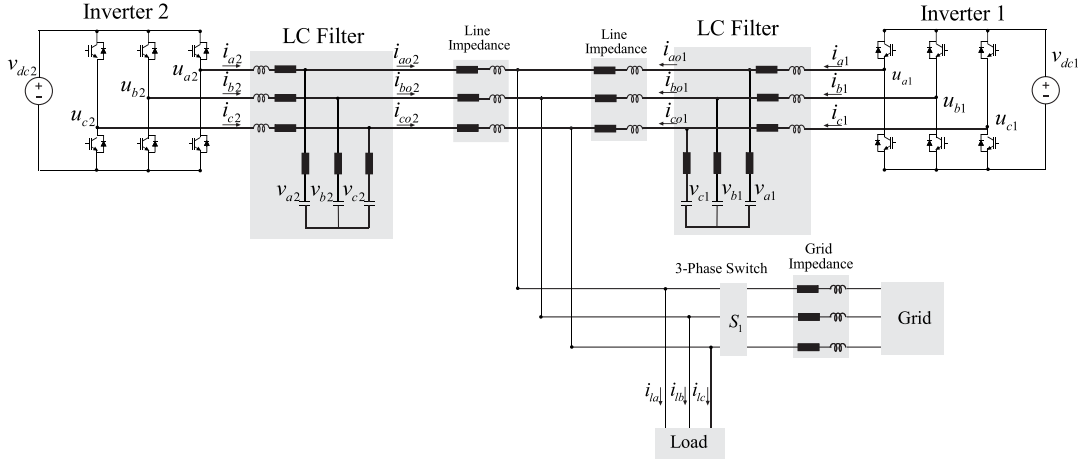 Inverter 2
LC Filter
Line
Impedance
Line
Impedance
LC Filter
Inverter 1
v_dc2
+
-
u_a2
u_b2
u_c2
i_a2
i_b2
i_c2
i_ao2
i_bo2
i_co2
i_ao1
i_bo1
i_co1
i_a1
i_b1
i_c1
u_a1
u_b1
u_c1
v_dc1
+
-
v_a2
v_b2
v_c2
v_c1
v_b1
v_a1
3-Phase Switch
Grid
Impedance
S_1
Grid
i_la
i_lb
i_lc
Load